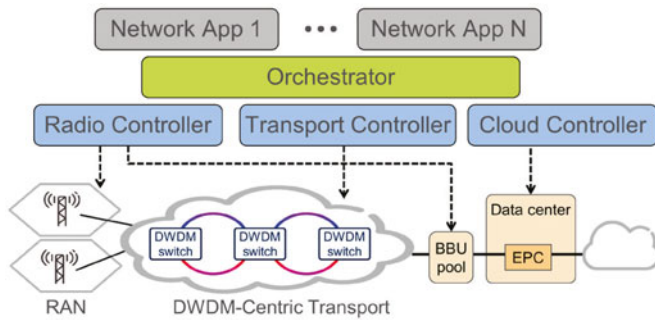 Network App 1
•••
Network App N
Orchestrator
Radio Controller
Transport Controller
Cloud Controller
DWDM
switch
DWDM
switch
DWDM
switch
BBU
pool
Data center
EPC
RAN
DWDM-Centric Transport